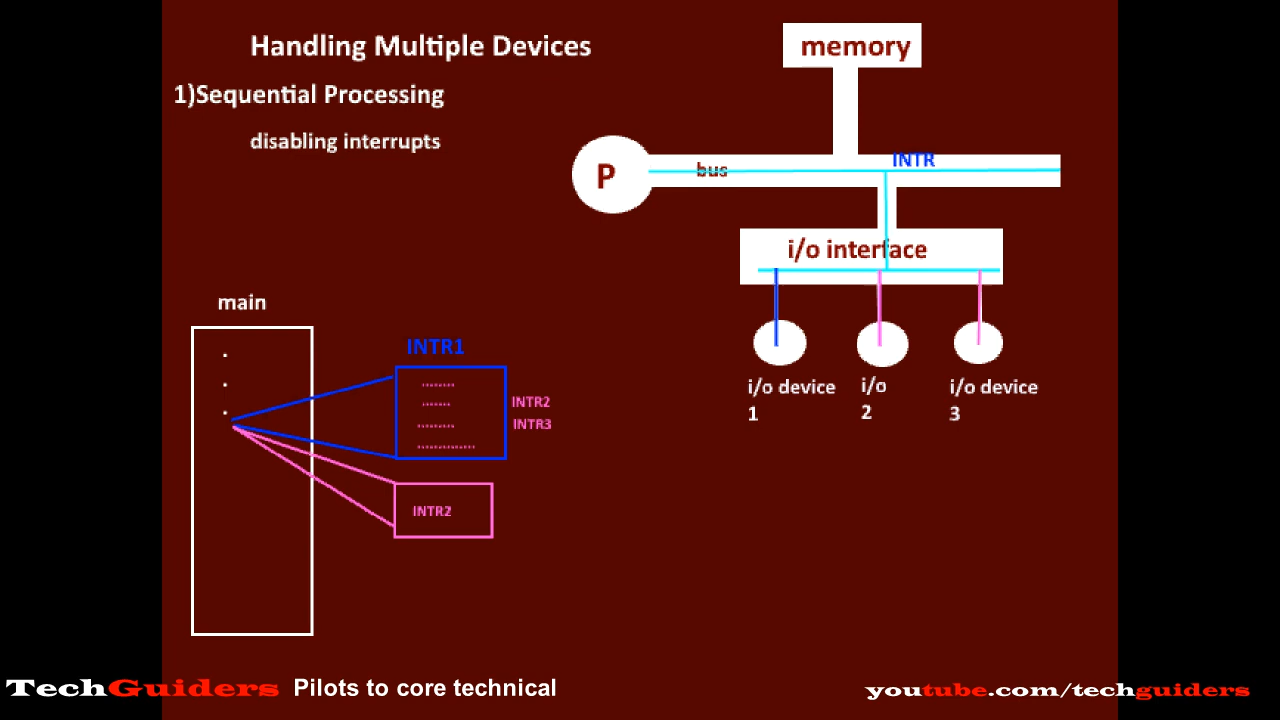 Handling Multiple Devices
1)Sequential Processing
disabling interrupts
memory
P
bus
INTR
i/o interface
i/o device
1
i/o
2
i/o device
3
main
INTR1
INTR2
INTR3
INTR2
TechGuiders Pilots to core technical
youtube.com/techguiders